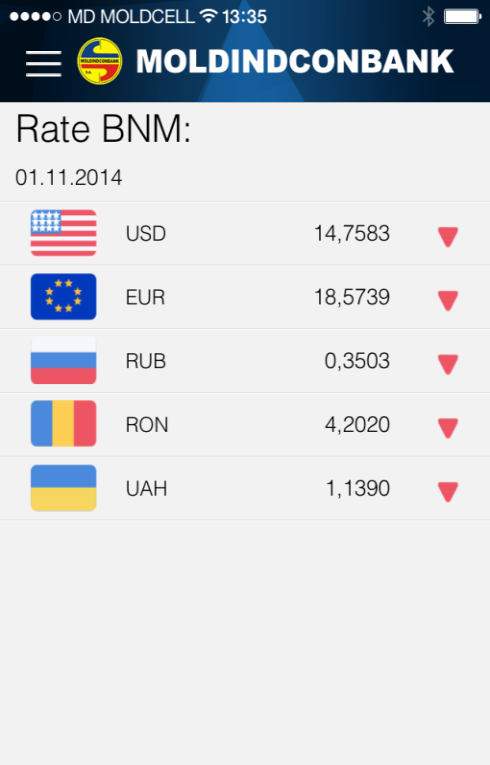 MD MOLDCELL 13:35
MOLDINDCONBANK
Rate BNM:
01.11.2014
USD 14,7583
EUR 18,5739
RUB 0,3503
RON 4,2020
UAH 1,1390